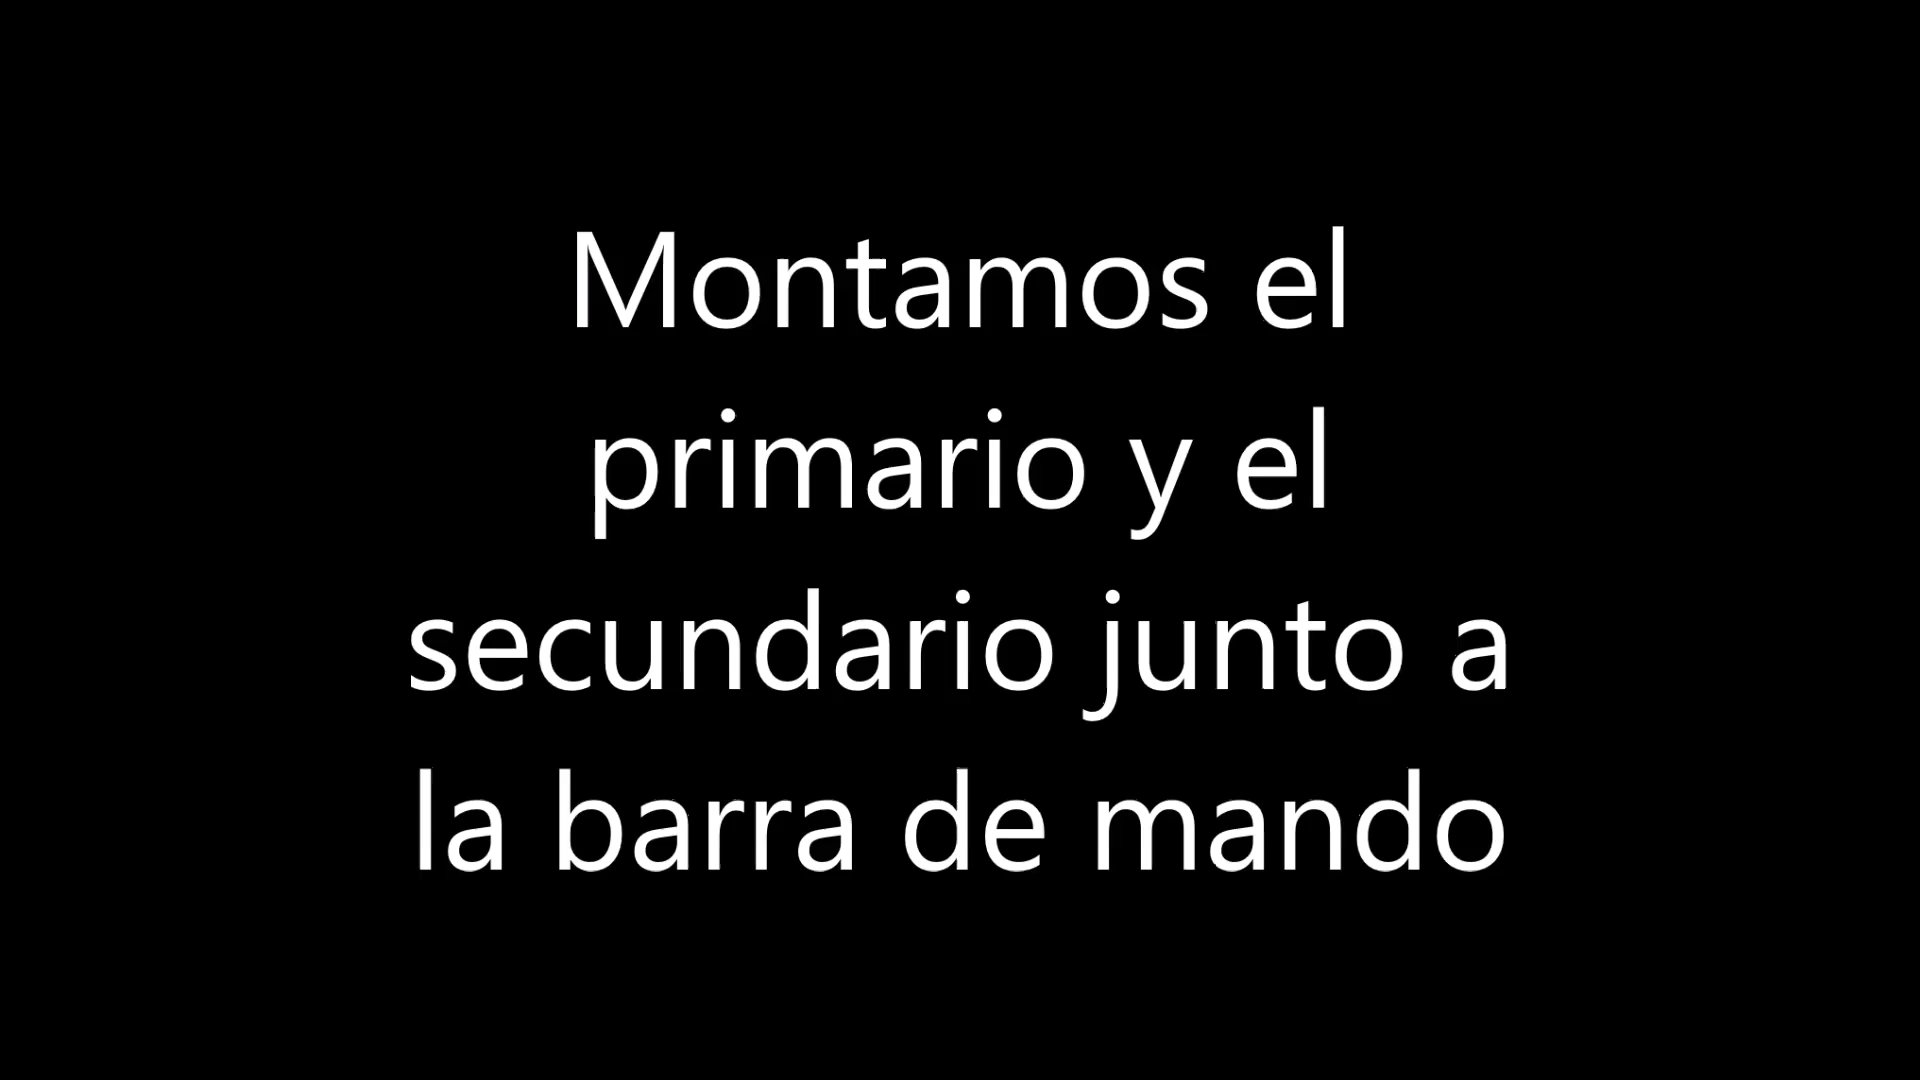 Montamos el
primario y el
secundario junto a
la barra de mando